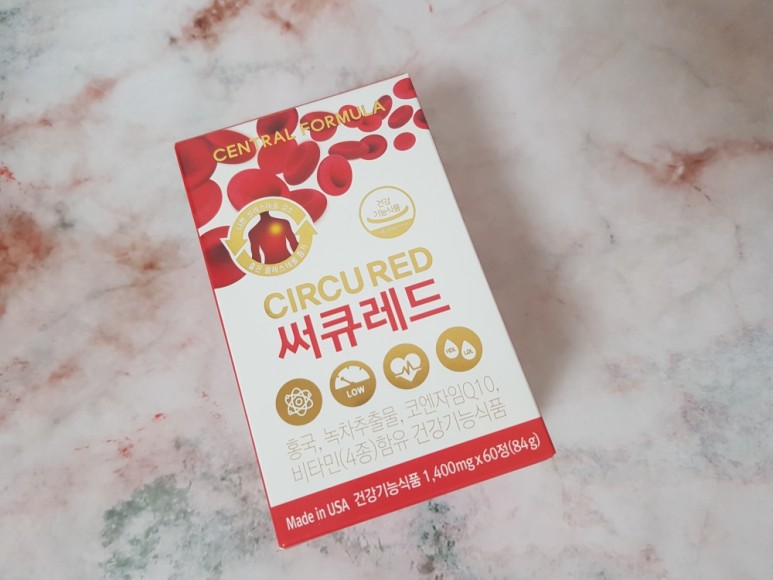 CENTRAL FORMULA
건강
기능식품
CIRCU RED
써큐레드
LOW
HDL LDL
홍국, 녹차추출물, 코엔자임Q10,
비타민(4종)함유 건강기능식품
Made in USA 건강기능식품 1,400mg x 60정(84g)